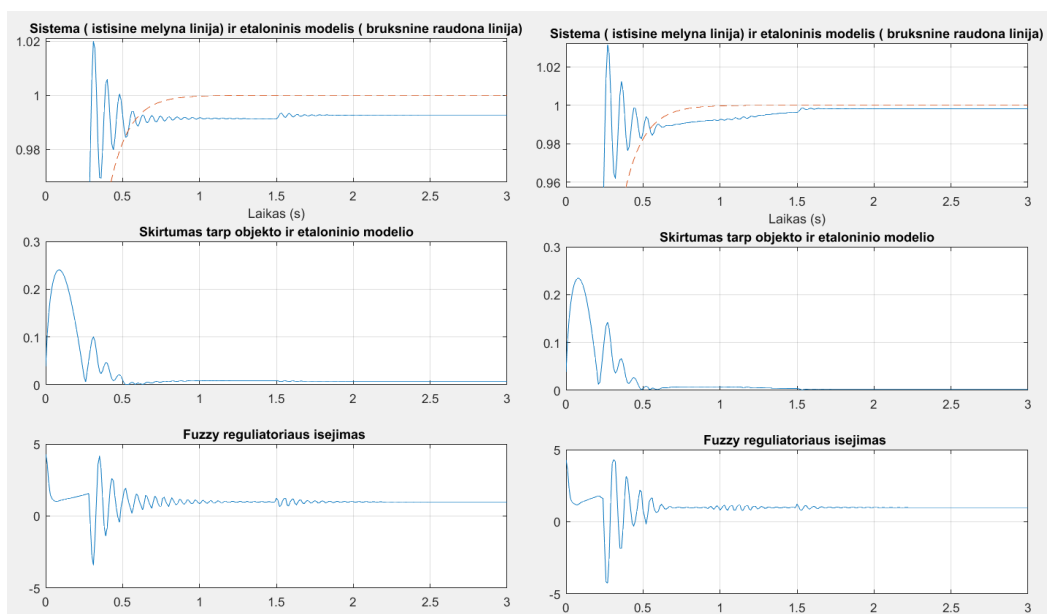 Sistema ( istisine melyna linija) ir etaloninis modelis ( bruksnine raudona linija)
1.02
1
0.98
0 0.5 1 1.5 2 2.5 3
Laikas (s)
Skirtumas tarp objekto ir etaloninio modelio
0.3
0.2
0.1
0
0 0.5 1 1.5 2 2.5 3
Fuzzy reguliatoriaus isejimas
5
0
-5
0 0.5 1 1.5 2 2.5 3
Sistema ( istisine melyna linija) ir etaloninis modelis ( bruksnine raudona linija)
1.02
1
0.98
0.96
0 0.5 1 1.5 2 2.5 3
Laikas (s)
Skirtumas tarp objekto ir etaloninio modelio
0.3
0.2
0.1
0
0 0.5 1 1.5 2 2.5 3
Fuzzy reguliatoriaus isejimas
5
0
-5
0 0.5 1 1.5 2 2.5 3